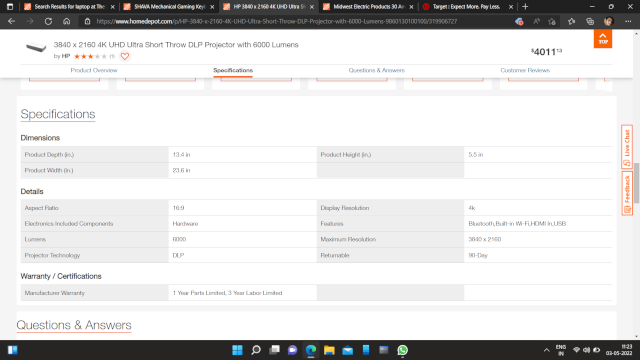 Search Results for laptop at The
SHAVA Mechanical Gaming Keyb
HP 3840 x 2160 4K UHD Ultra Sh
Midwest Electric Products 30 Am
Target : Expect More. Pay Less.
https://www.homedepot.com/p/HP-3840-x-2160-4K-UHD-Ultra-Short-Throw-DLP-Projector-with-6000-Lumens-9860130100100/319906727
3840 x 2160 4K UHD Ultra Short Throw DLP Projector with 6000 Lumens
by HP
$4011
TOP
Product Overview
Specifications
Questions & Answers
Customer Reviews
Specifications
Dimensions
Product Depth (in.) 13.4 in Product Height (in.) 5.5 in
Product Width (in.) 23.6 in
Details
Aspect Ratio 16:9 Display Resolution 4k
Electronics Included Components Hardware Features Bluetooth,Built-in Wi-Fi,HDMI In,USB
Lumens 6000 Maximum Resolution 3840 x 2160
Projector Technology DLP Returnable 90-Day
Warranty / Certifications
Manufacturer Warranty 1 Year Parts Limited, 3 Year Labor Limited
Questions & Answers
Live Chat
Feedback
ENG
IN
11:23
03-05-2022